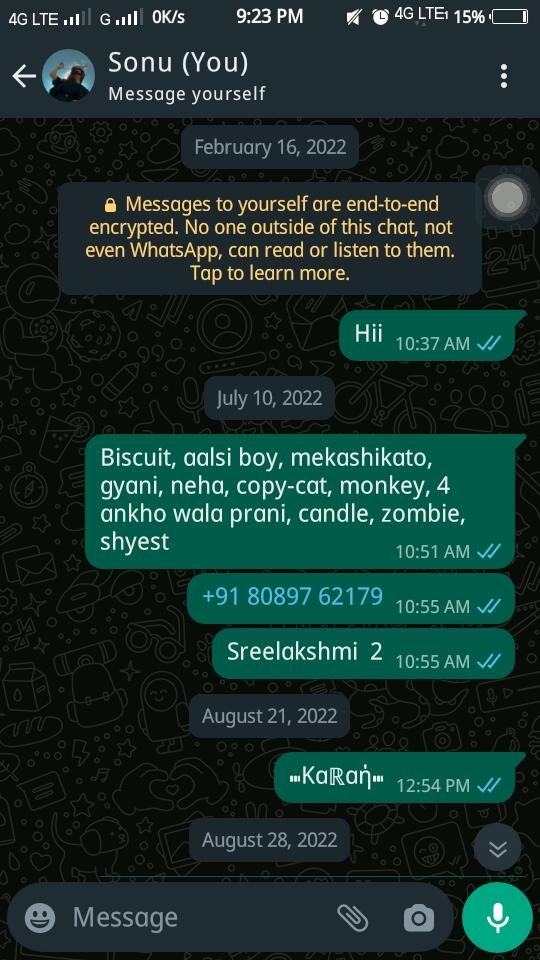 4G LTE G 0K/s 9:23 PM 4G LTE 15%
Sonu (You)
Message yourself
February 16, 2022
Messages to yourself are end-to-end
encrypted. No one outside of this chat, not
even WhatsApp, can read or listen to them.
Tap to learn more.
Hii 10:37 AM
July 10, 2022
Biscuit, aalsi boy, mekashikato,
gyani, neha, copy-cat, monkey, 4
ankho wala prani, candle, zombie,
shyest 10:51 AM
+91 80897 62179 10:55 AM
Sreelakshmi 2 10:55 AM
August 21, 2022
⑉Kαℝαἠ⑉ 12:54 PM
August 28, 2022
Message